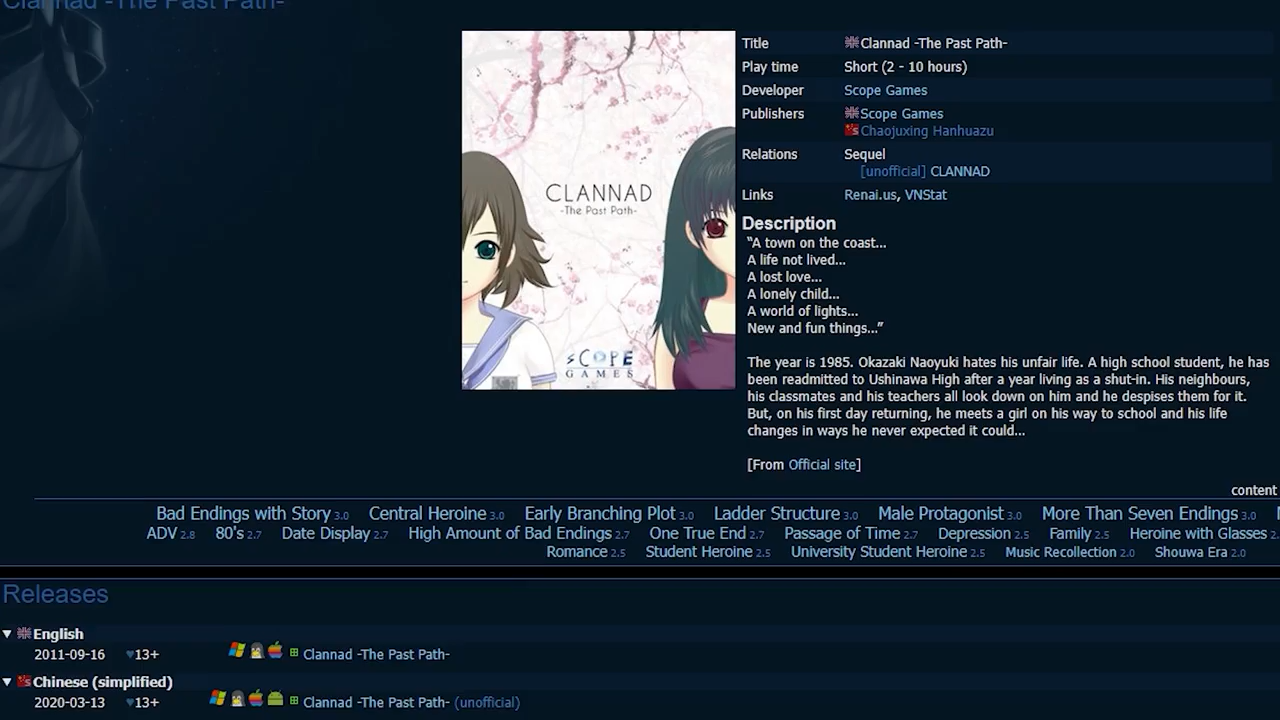 Clannad -The Past Path-
CLANNAD
-The Past Path-
SCOPE
GAMES
Title Clannad -The Past Path-
Play time Short (2 - 10 hours)
Developer Scope Games
Publishers Scope Games
Chaojuxing Hanhuazu
Relations Sequel
[unofficial] CLANNAD
Links Renai.us, VNStat
Description
“A town on the coast...
A life not lived...
A lost love...
A lonely child...
A world of lights...
New and fun things...”
The year is 1985. Okazaki Naoyuki hates his unfair life. A high school student, he has
been readmitted to Ushinawa High after a year living as a shut-in. His neighbours,
his classmates and his teachers all look down on him and he despises them for it.
But, on his first day returning, he meets a girl on his way to school and his life
changes in ways he never expected it could...
[From Official site]
content
Bad Endings with Story 3.0 Central Heroine 3.0 Early Branching Plot 3.0 Ladder Structure 3.0 Male Protagonist 3.0 More Than Seven Endings 3.0
ADV 2.8 80's 2.7 Date Display 2.7 High Amount of Bad Endings 2.7 One True End 2.7 Passage of Time 2.7 Depression 2.5 Family 2.5 Heroine with Glasses
Romance 2.5 Student Heroine 2.5 University Student Heroine 2.5 Music Recollection 2.0 Shouwa Era 2.0
Releases
▼ English
2011-09-16 ♥13+ Clannad -The Past Path-
▼ Chinese (simplified)
2020-03-13 ♥13+ Clannad -The Past Path- (unofficial)